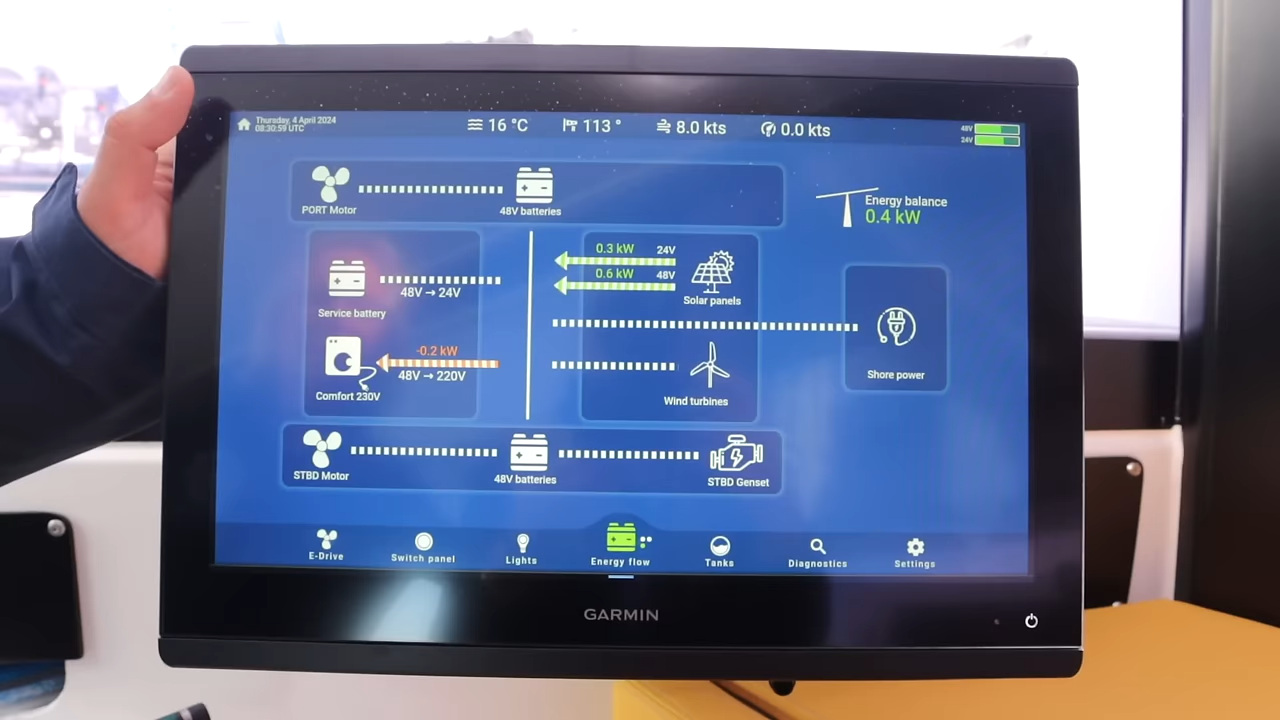 Thursday, 4 April 2024
08:30:59 UTC
16 °C
113 °
8.0 kts
0.0 kts
48V
24V
PORT Motor
48V batteries
Energy balance
0.4 kW
0.3 kW 24V
0.6 kW 48V
Solar panels
48V → 24V
Service battery
-0.2 kW
48V → 220V
Comfort 230V
Wind turbines
Shore power
STBD Motor
48V batteries
STBD Genset
E-Drive
Switch panel
Lights
Energy flow
Tanks
Diagnostics
Settings
GARMIN